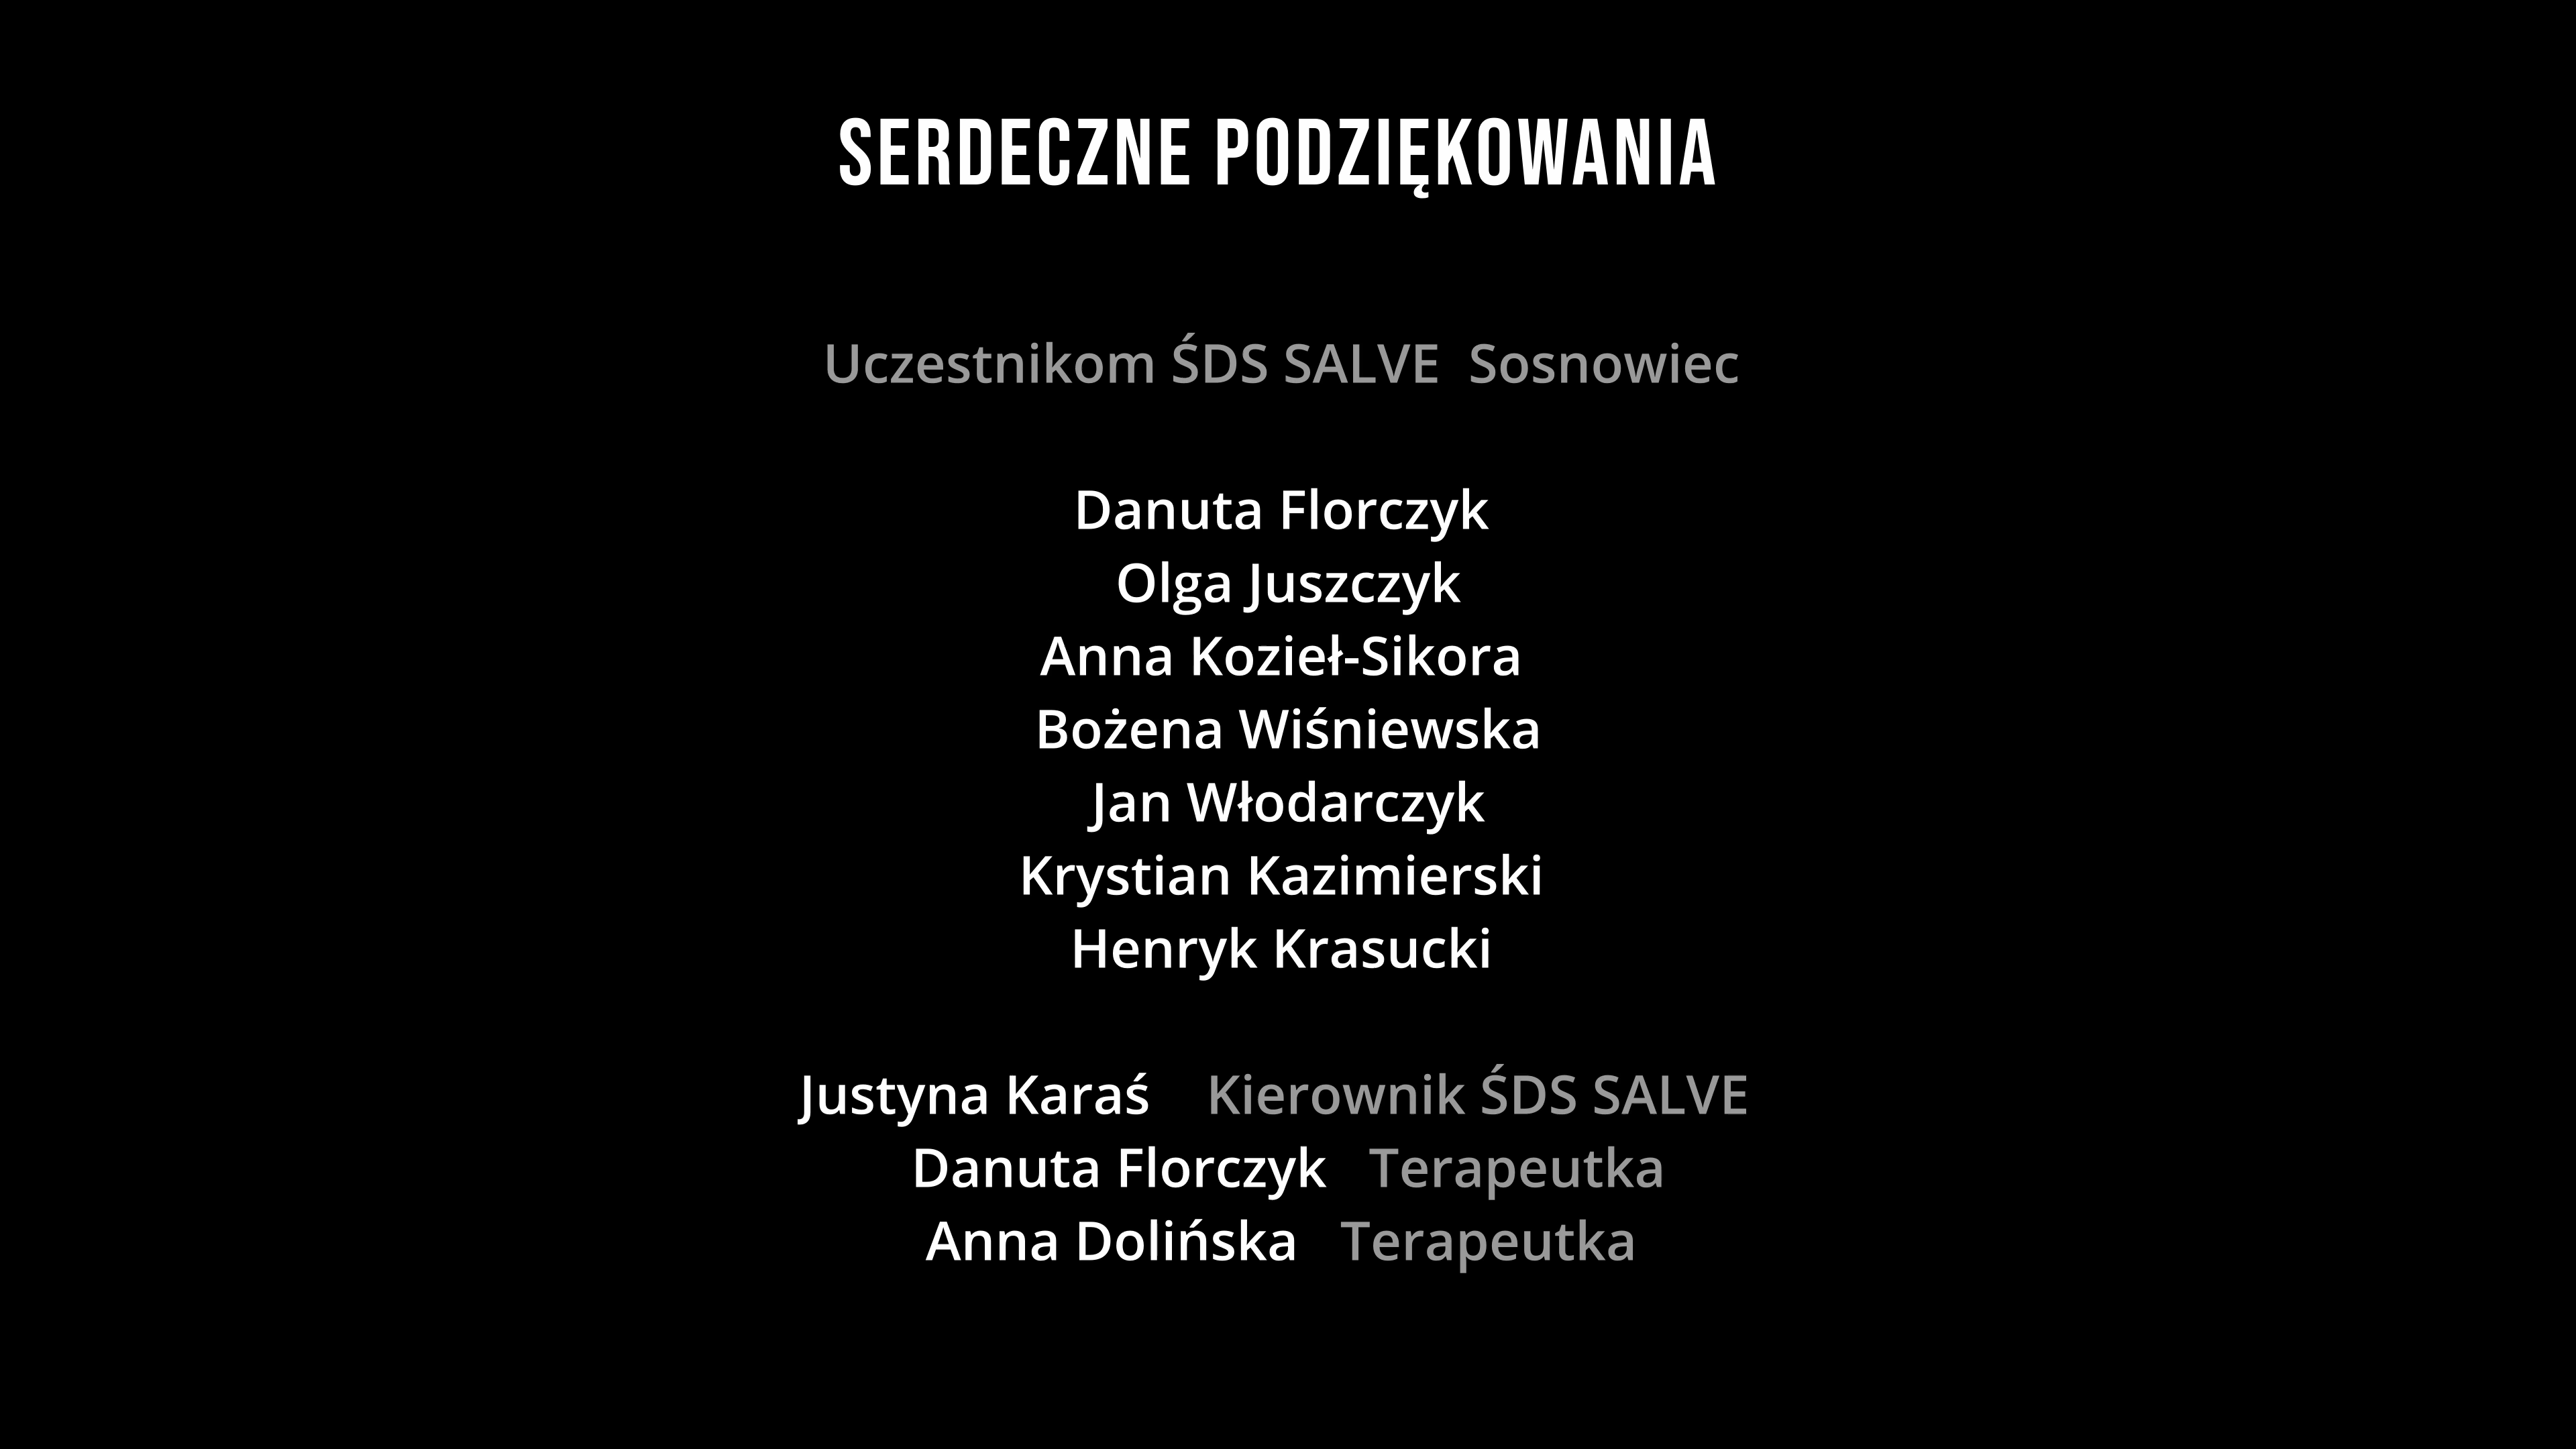 SERDECZNE PODZIĘKOWANIA
Uczestnikom ŚDS SALVE Sosnowiec
Danuta Florczyk
Olga Juszczyk
Anna Kozieł-Sikora
Bożena Wiśniewska
Jan Włodarczyk
Krystian Kazimierski
Henryk Krasucki
Justyna Karaś Kierownik ŚDS SALVE
Danuta Florczyk Terapeutka
Anna Dolińska Terapeutka